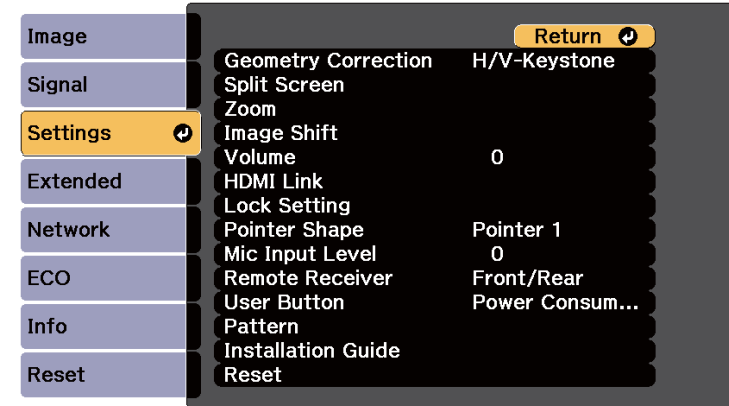 Image
Signal
Settings
Extended
Network
ECO
Info
Reset
Return
Geometry Correction H/V-Keystone
Split Screen
Zoom
Image Shift
Volume 0
HDMI Link
Lock Setting
Pointer Shape Pointer 1
Mic Input Level 0
Remote Receiver Front/Rear
User Button Power Consum...
Pattern
Installation Guide
Reset